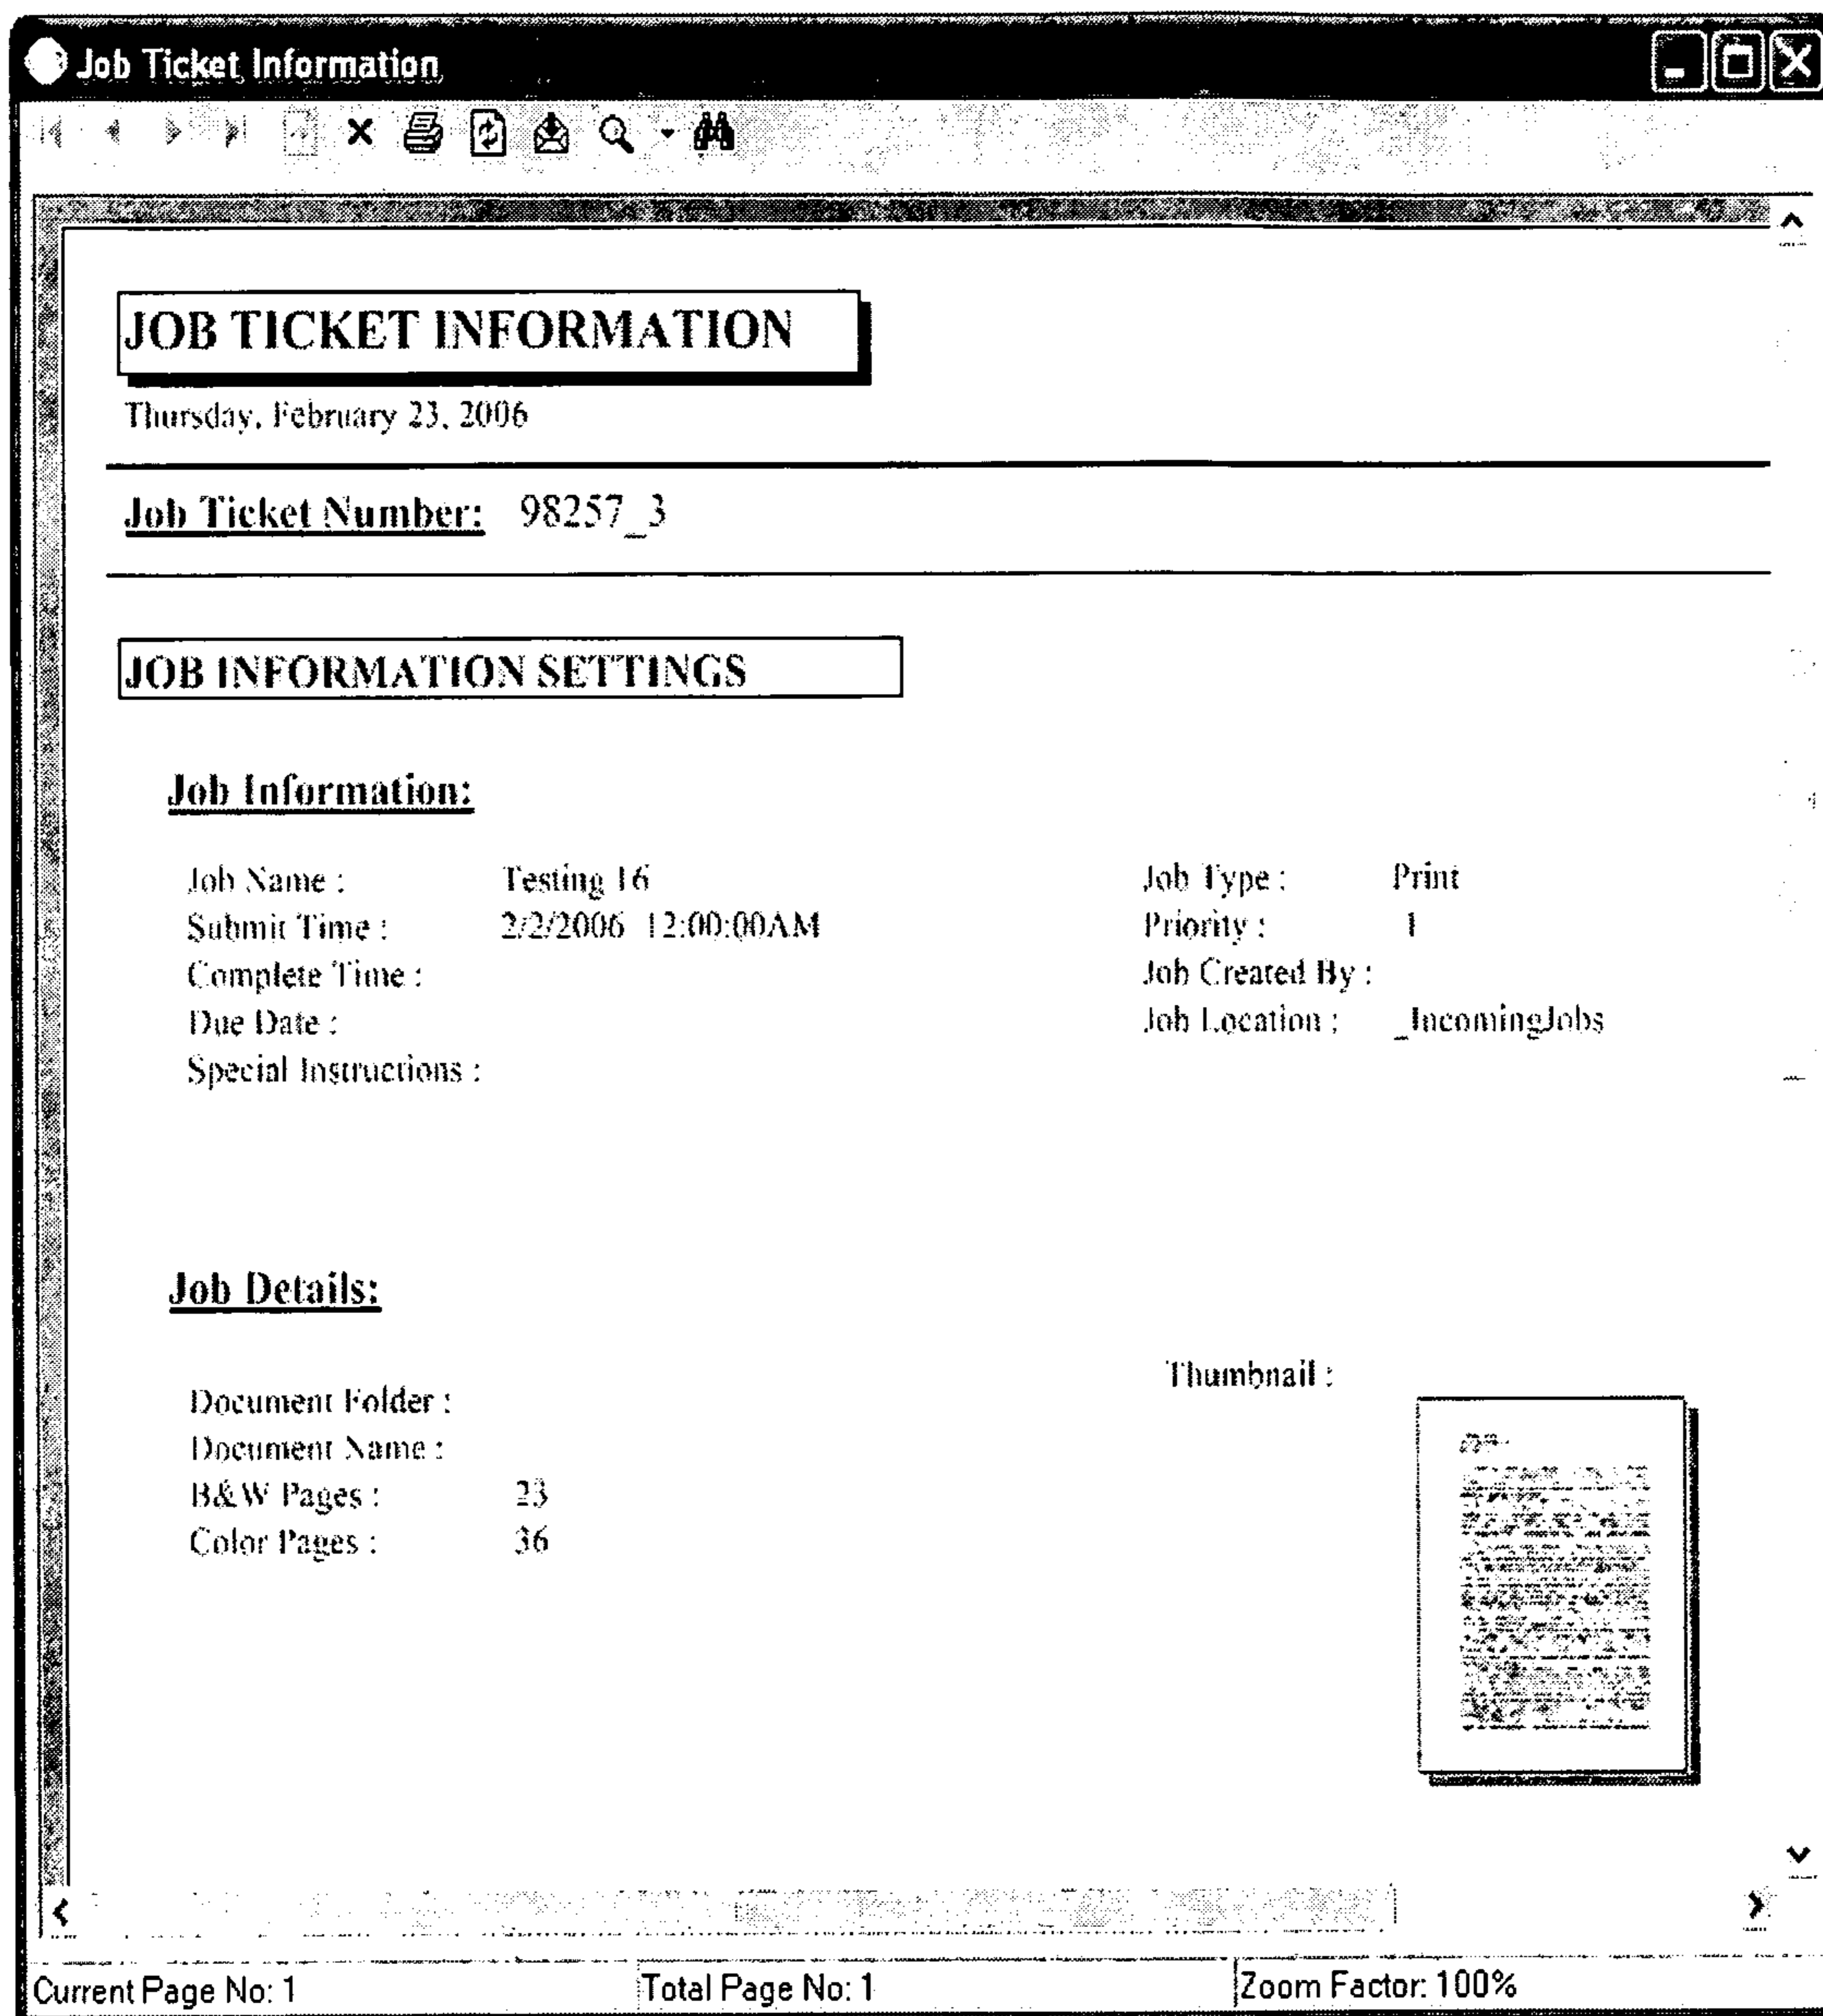 Job Ticket Information
JOB TICKET INFORMATION
Thursday, February 23, 2006
Job Ticket Number: 98257_3
JOB INFORMATION SETTINGS
Job Information:
Job Name : Testing 16 Job Type : Print
Submit Time : 2/2/2006 12:00:00AM Priority : 1
Complete Time : Job Created By :
Due Date : Job Location : _IncomingJobs
Special Instructions :
Job Details:
Thumbnail :
Document Folder :
Document Name :
B&W Pages : 23
Color Pages : 36
Current Page No: 1 Total Page No: 1 Zoom Factor: 100%